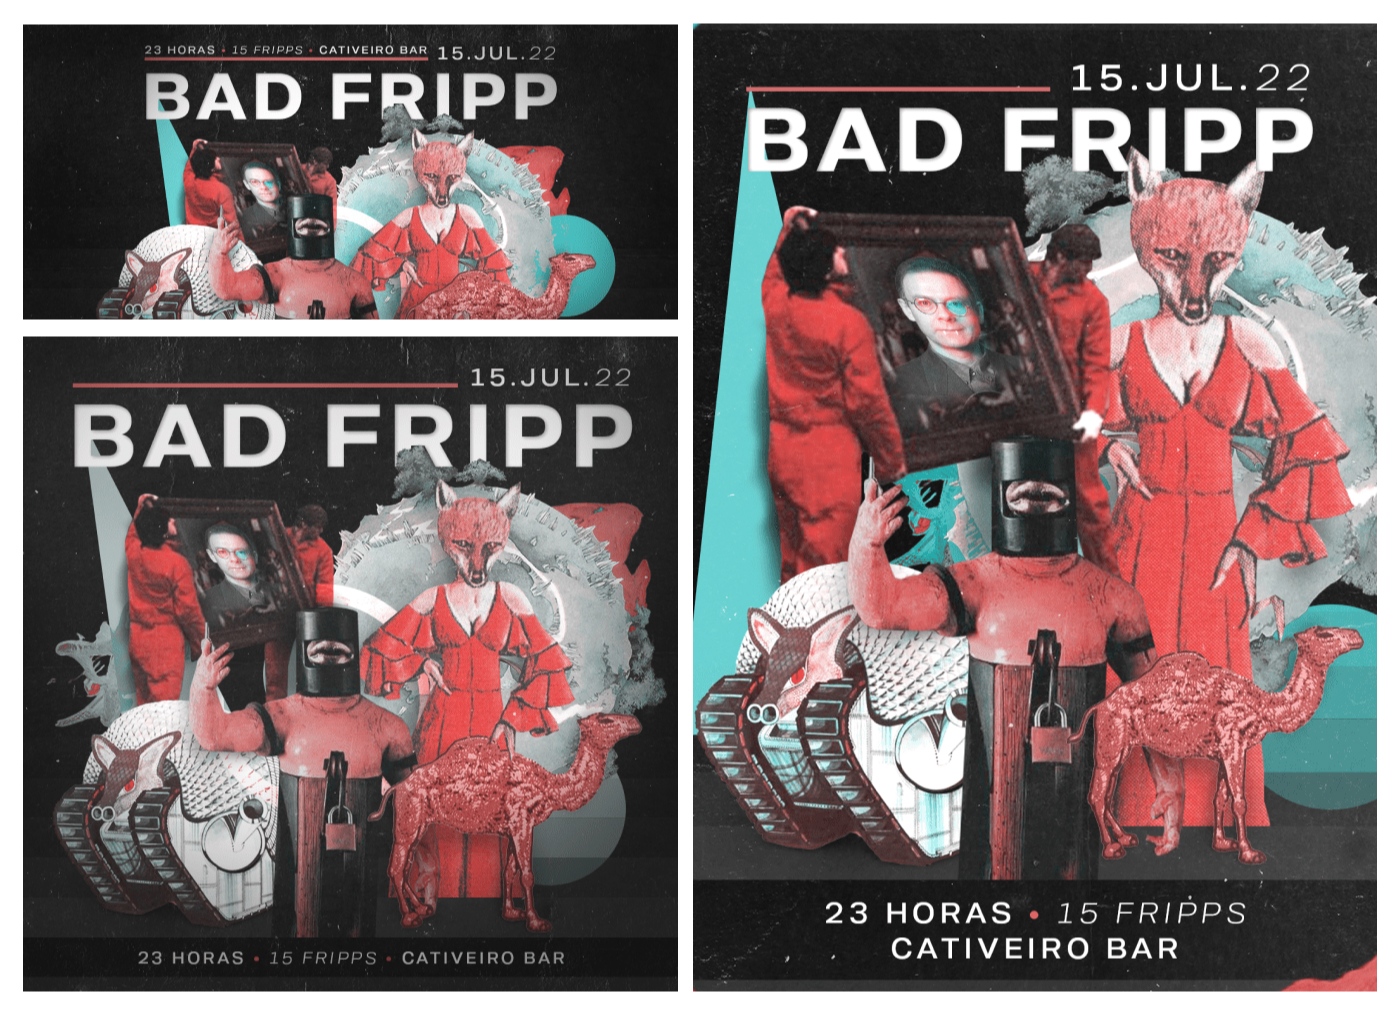 23 HORAS • 15 FRIPPS • CATIVEIRO BAR 15.JUL.22
BAD FRIPP
15.JUL.22
BAD FRIPP
23 HORAS • 15 FRIPPS • CATIVEIRO BAR
15.JUL.22
BAD FRIPP
23 HORAS • 15 FRIPPS
CATIVEIRO BAR